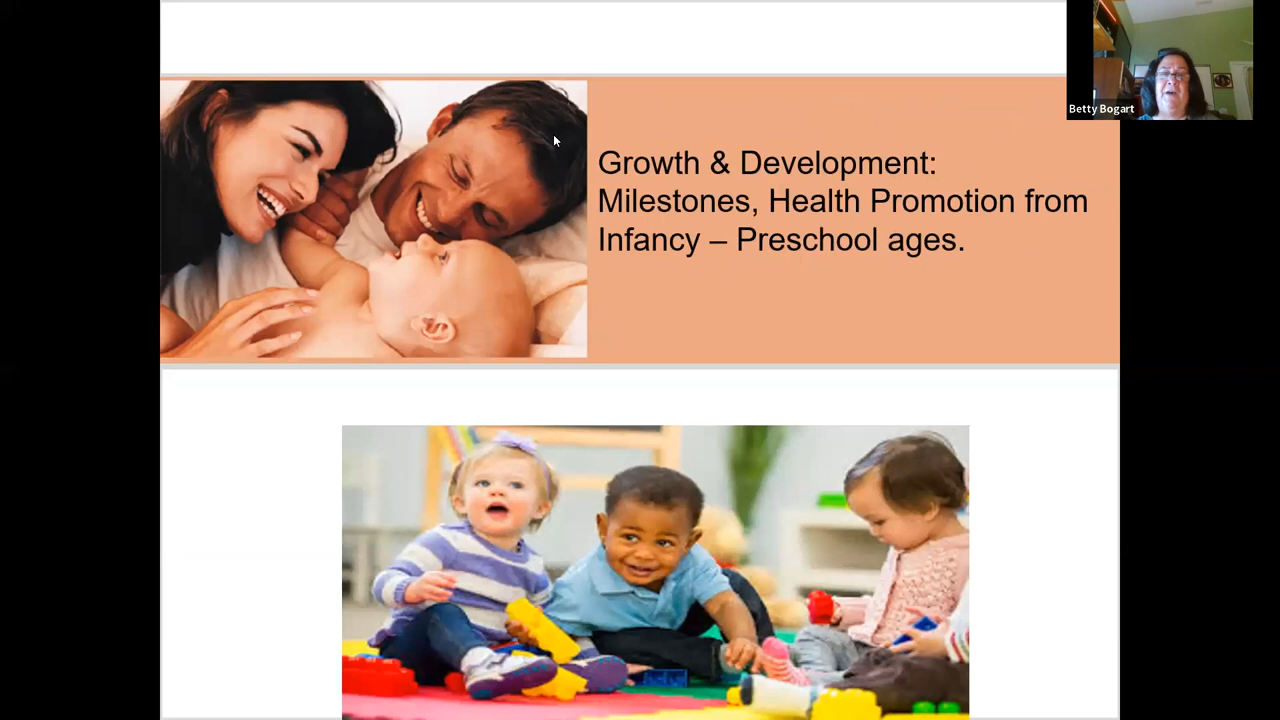 Growth & Development:
Milestones, Health Promotion from
Infancy – Preschool ages.
Betty Bogart